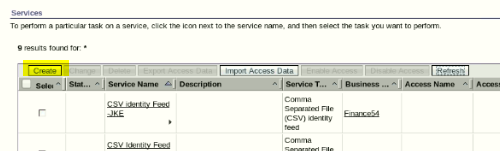 Services
To perform a particular task on a service, click the icon next to the service name, and then select the task you want to perform.
9 results found for: *
Create Change Delete Export Access Data Import Access Data Enable Access Disable Access Refresh
Selec ^ Stat... ^ Service Name Description ^ Service T... ^ Business ... ^ Access Name ^ Access
CSV identity Feed
-JKE
Comma
Separated File
(CSV) identity
feed
Finance54
CSV Identity Feed
Comma
Separated File